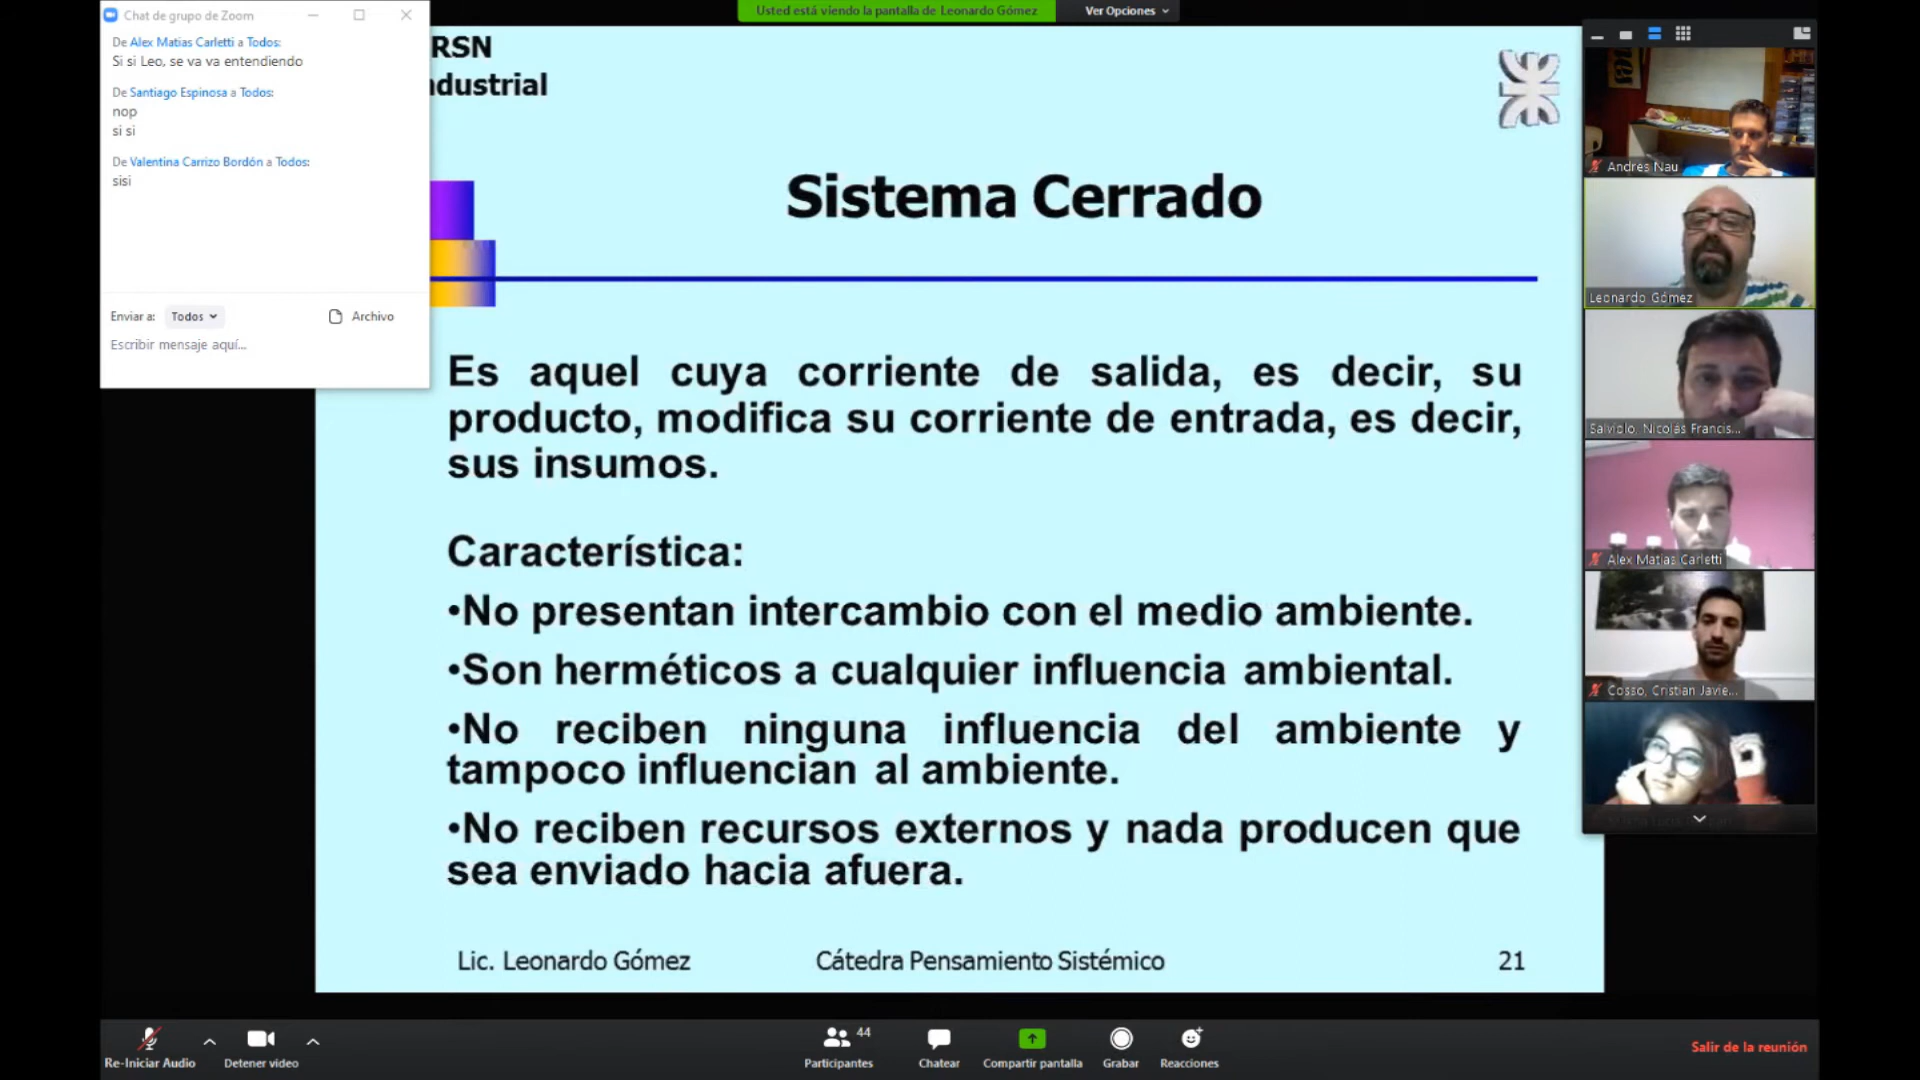 Chat de grupo de Zoom
De Alex Matias Carletti a Todos:
Si si Leo, se va va entendiendo
De Santiago Espinosa a Todos:
nop
si si
De Valentina Carrizo Bordón a Todos:
sisi
Enviar a: Todos
Archivo
Escribir mensaje aquí...
Usted está viendo la pantalla de Leonardo Gómez
Ver Opciones
RSN
ndustrial
Sistema Cerrado
Es aquel cuya corriente de salida, es decir, su
producto, modifica su corriente de entrada, es decir,
sus insumos.
Característica:
•No presentan intercambio con el medio ambiente.
•Son herméticos a cualquier influencia ambiental.
•No reciben ninguna influencia del ambiente y
tampoco influencian al ambiente.
•No reciben recursos externos y nada producen que
sea enviado hacia afuera.
Lic. Leonardo Gómez
Cátedra Pensamiento Sistémico
21
Andres Nau
Leonardo Gómez
Salviolo, Nicolás Francis...
Alex Matias Carletti
Cosso, Cristian Javie...
Re-Iniciar Audio
Detener video
44
Participantes
Chatear
Compartir pantalla
Grabar
Reacciones
Salir de la reunión